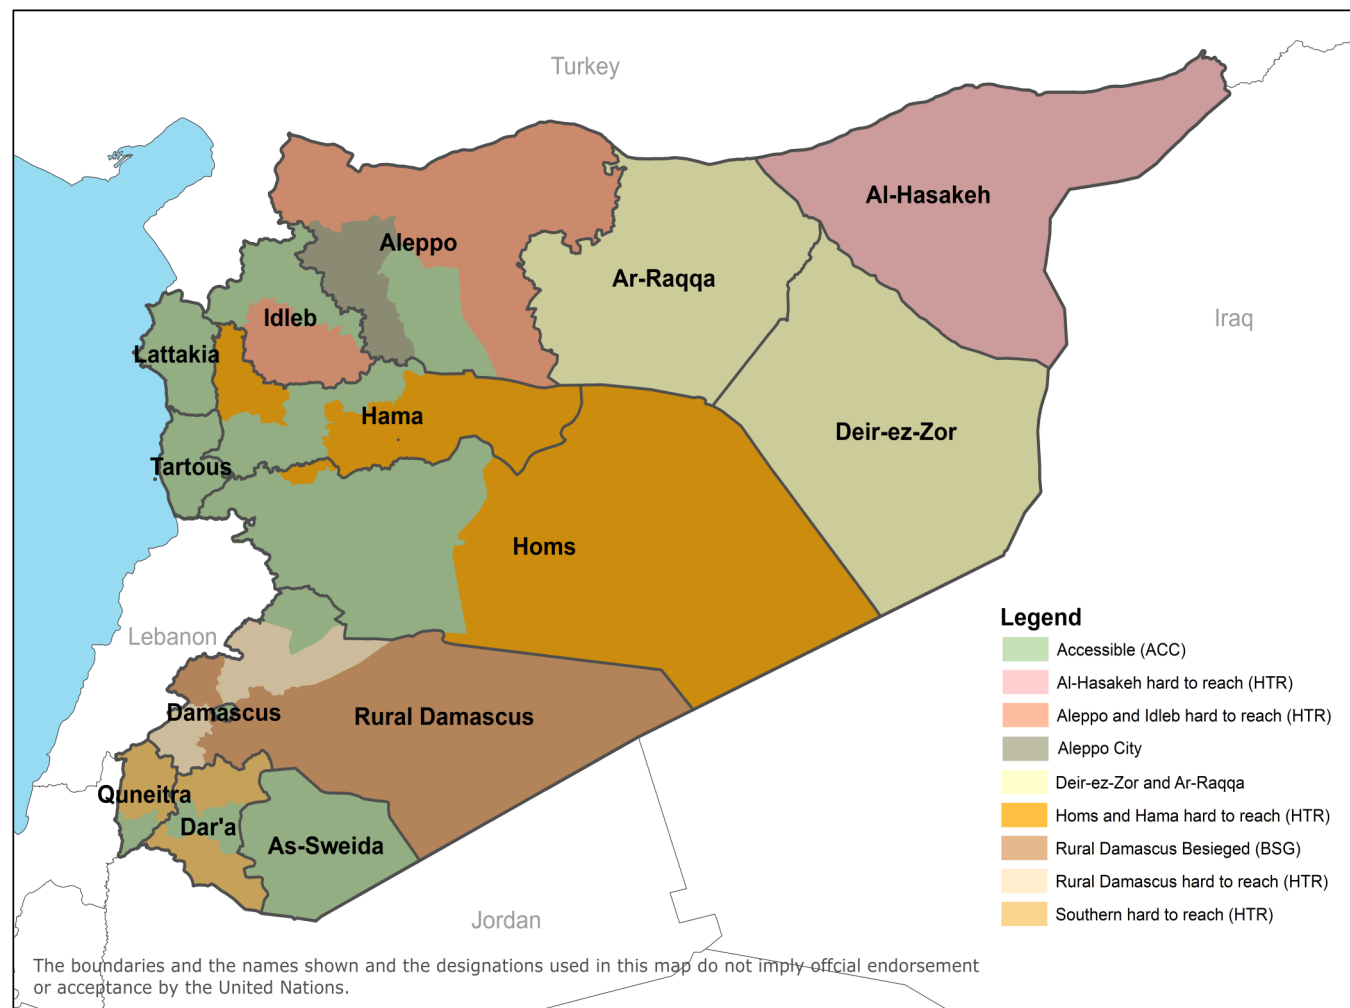 Turkey
Al-Hasakeh
Aleppo
Ar-Raqqa
Idleb
Iraq
Lattakia
Hama
Deir-ez-Zor
Tartous
Homs
Lebanon
Damascus
Rural Damascus
Quneitra
Dar'a
As-Sweida
Jordan
Legend
Accessible (ACC)
Al-Hasakeh hard to reach (HTR)
Aleppo and Idleb hard to reach (HTR)
Aleppo City
Deir-ez-Zor and Ar-Raqqa
Homs and Hama hard to reach (HTR)
Rural Damascus Besieged (BSG)
Rural Damascus hard to reach (HTR)
Southern hard to reach (HTR)
The boundaries and the names shown and the designations used in this map do not imply offcial endorsement
or acceptance by the United Nations.